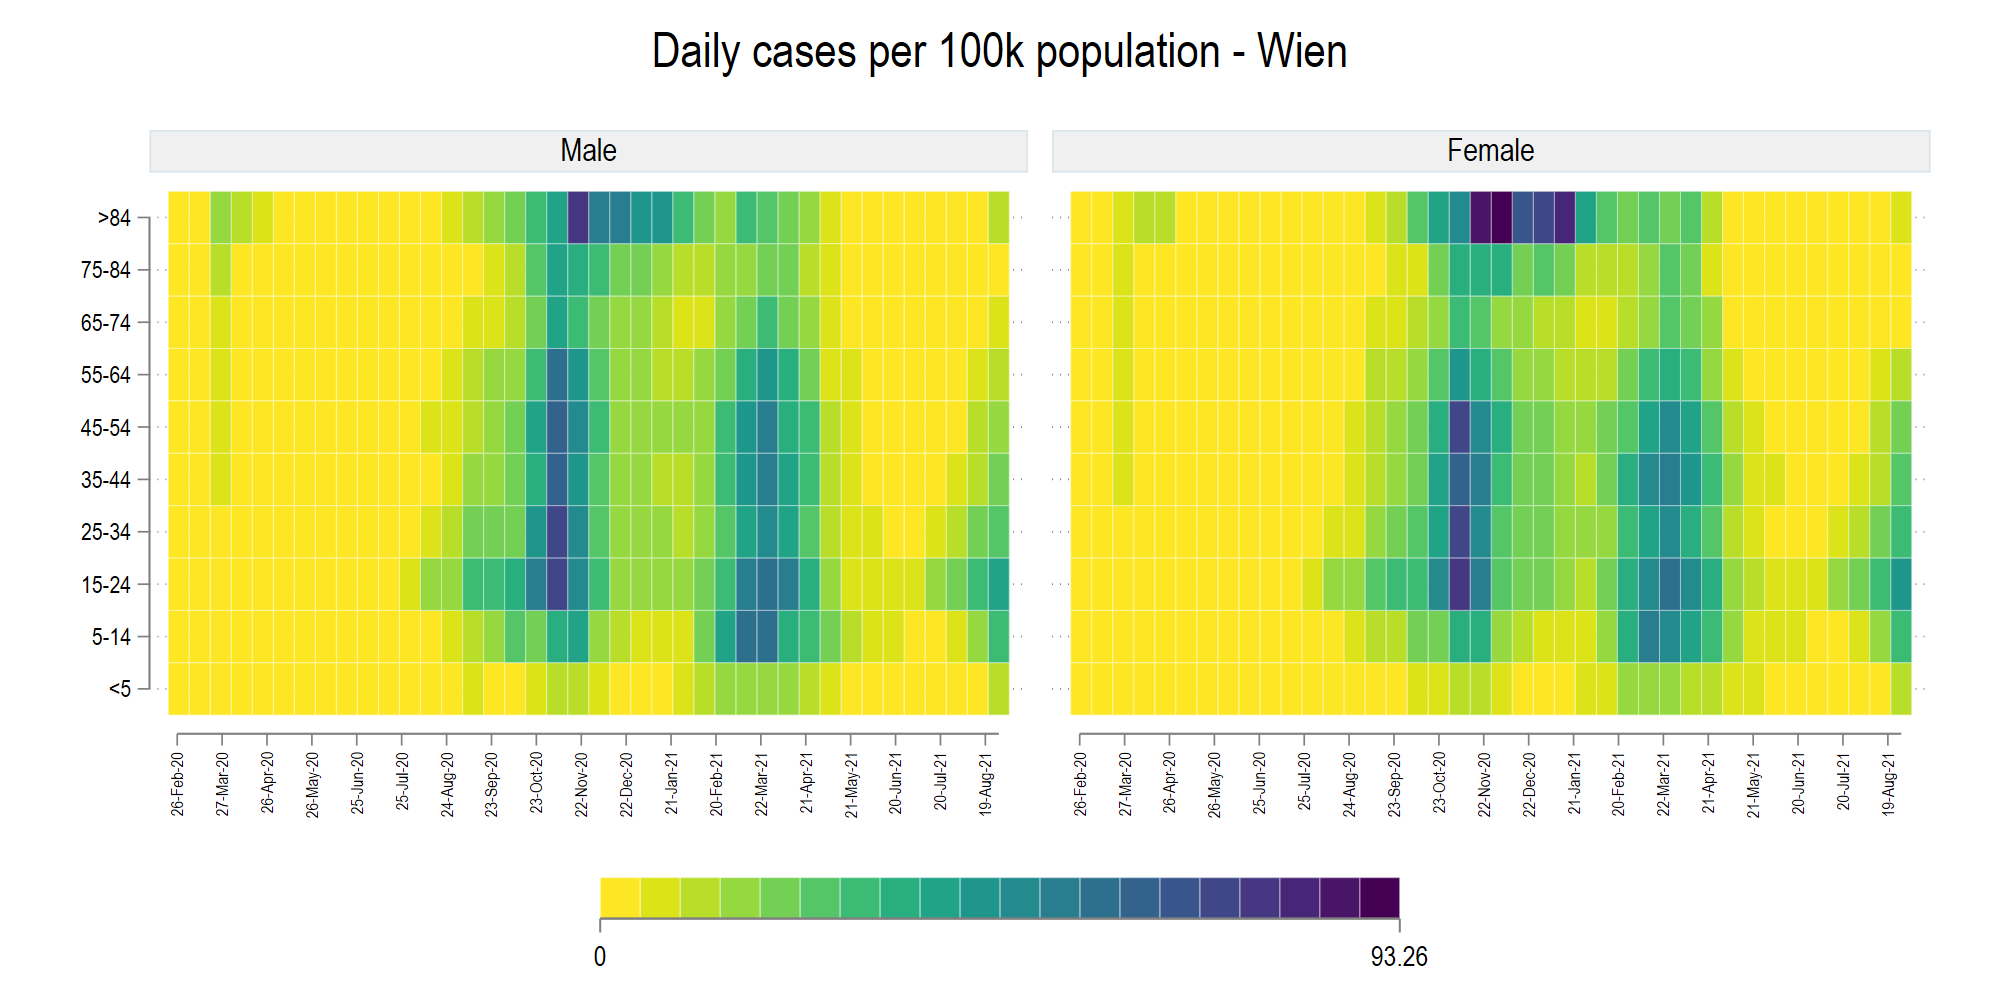 Daily cases per 100k population - Wien
Male
Female
>84
75-84
65-74
55-64
45-54
35-44
25-34
15-24
5-14
<5
26-Feb-20
27-Mar-20
26-Apr-20
26-May-20
25-Jun-20
25-Jul-20
24-Aug-20
23-Sep-20
23-Oct-20
22-Nov-20
22-Dec-20
21-Jan-21
20-Feb-21
22-Mar-21
21-Apr-21
21-May-21
20-Jun-21
20-Jul-21
19-Aug-21
26-Feb-20
27-Mar-20
26-Apr-20
26-May-20
25-Jun-20
25-Jul-20
24-Aug-20
23-Sep-20
23-Oct-20
22-Nov-20
22-Dec-20
21-Jan-21
20-Feb-21
22-Mar-21
21-Apr-21
21-May-21
20-Jun-21
20-Jul-21
19-Aug-21
0
93.26